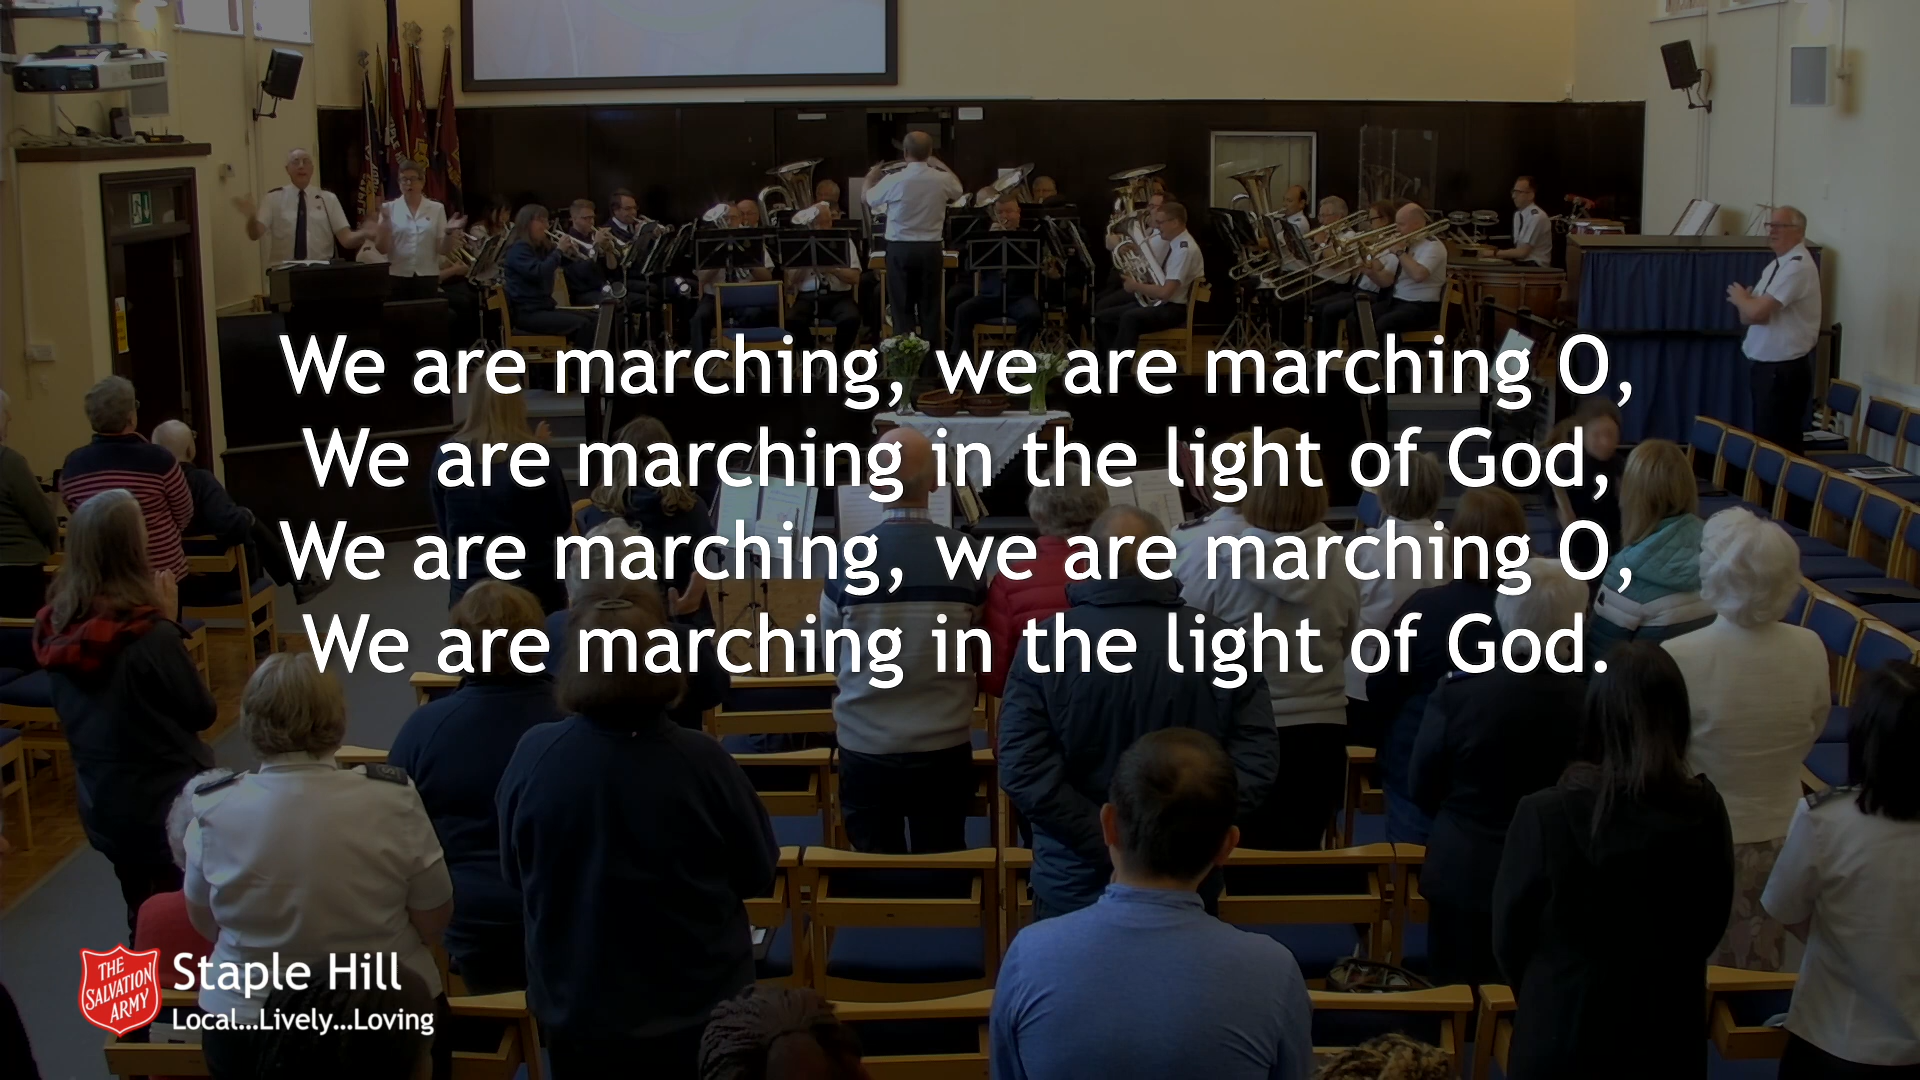 We are marching, we are marching O,
We are marching in the light of God,
We are marching, we are marching O,
We are marching in the light of God.
THE
SALVATION
ARMY
Staple Hill
Local...Lively...Loving